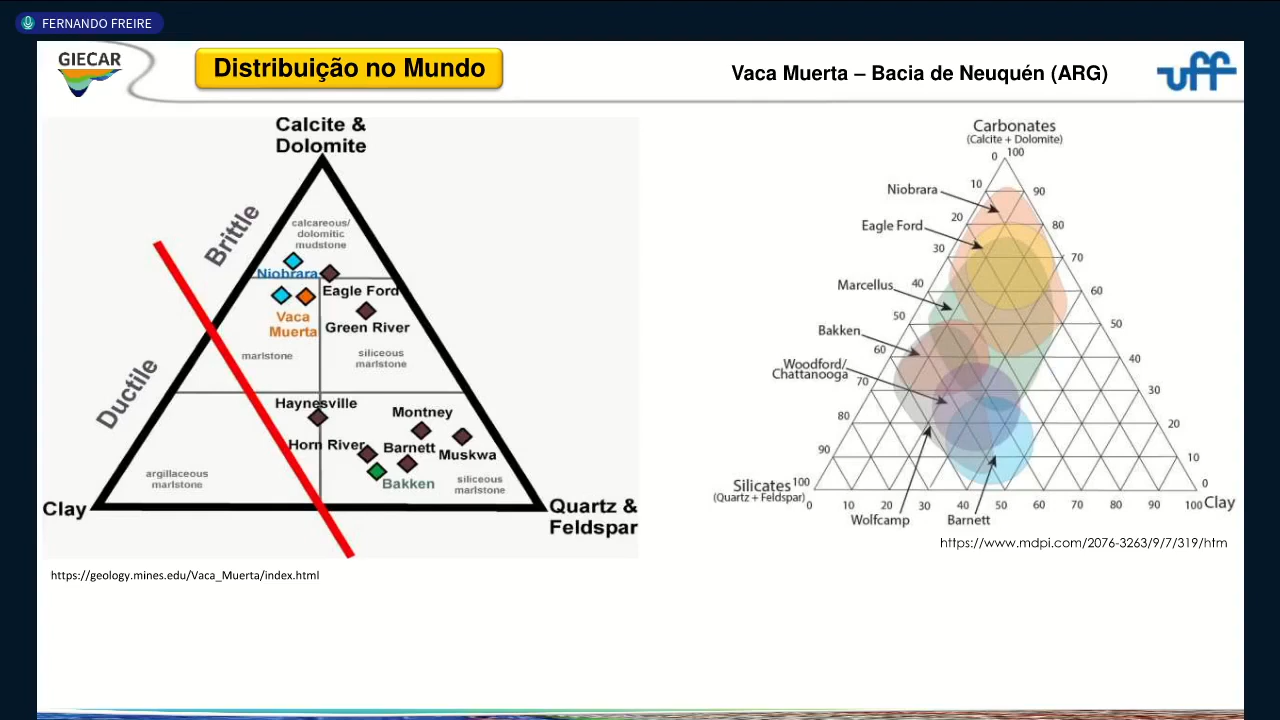 FERNANDO FREIRE
GIECAR
Distribuição no Mundo
Vaca Muerta – Bacia de Neuquén (ARG)
uff
Calcite &
Dolomite
Brittle
calcareous/
dolomitic
mudstone
Niobrara
Eagle Ford
Vaca
Muerta
Green River
marlstone
siliceous
marlstone
Ductile
Haynesville
Montney
Horn River
Barnett
Muskwa
Bakken
argillaceous
marlstone
siliceous
marlstone
Clay
Quartz &
Feldspar
https://geology.mines.edu/Vaca_Muerta/index.html
Carbonates
(Calcite + Dolomite)
0 100
10 90
Niobrara
20 80
Eagle Ford
30 70
Marcellus
40 60
50 50
Bakken
60 40
Woodford/
Chattanooga
70 30
80 20
90 10
Silicates 100
(Quartz + Feldspar)
0 Clay
0 10 20 30 40 50 60 70 80 90 100
Wolfcamp
Barnett
https://www.mdpi.com/2076-3263/9/7/319/htm